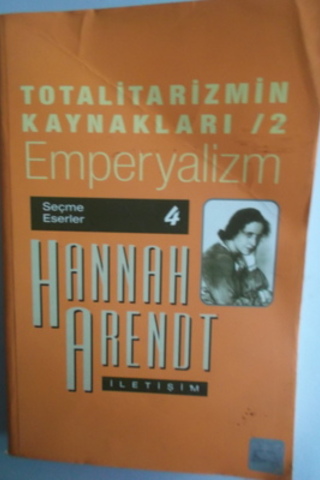 TOTALİTARİZMİN
KAYNAKLARI /2
Emperyalizm
Seçme
Eserler
4
HANNAH
ARENDT
İLETİŞİM